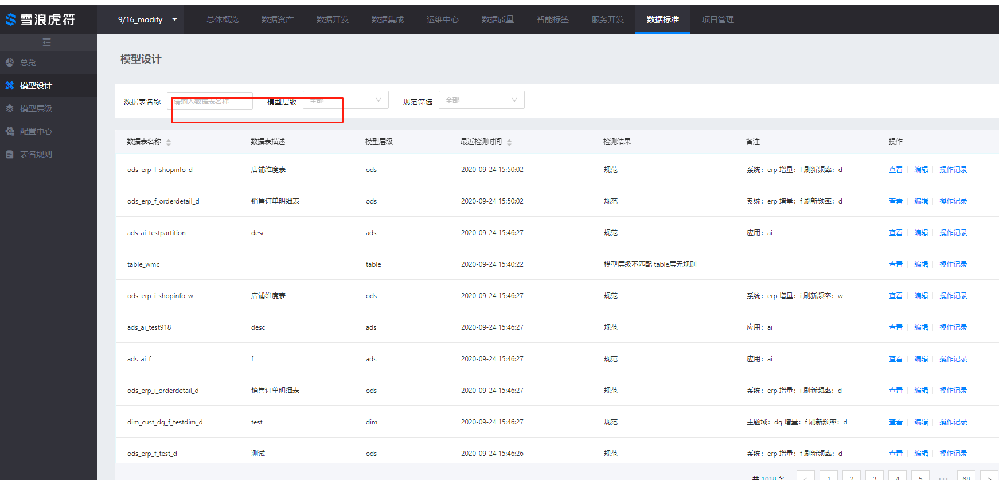 雪浪虎符
9/16_modify 总体概览 数据资产 数据开发 数据集成 运维中心 数据质量 智能标签 服务开发 数据标准 项目管理
总览
模型设计
模型层级
配置中心
表名规则
模型设计
数据表名称 请输入数据表名称 模型层级 全部 规范筛选 全部
数据表名称 数据表描述 模型层级 最近检测时间 检测结果 备注 操作
ods_erp_f_shopinfo_d 店铺维度表 ods 2020-09-24 15:50:02 规范 系统：erp 增量：f 刷新频率：d 查看 编辑 操作记录
ods_erp_f_orderdetail_d 销售订单明细表 ods 2020-09-24 15:50:02 规范 系统：erp 增量：f 刷新频率：d 查看 编辑 操作记录
ads_ai_testpartition desc ads 2020-09-24 15:46:27 规范 应用：ai 查看 编辑 操作记录
table_wmc table 2020-09-24 15:40:22 模型层级不匹配 table层无规则 查看 编辑 操作记录
ods_erp_i_shopinfo_w 店铺维度表 ods 2020-09-24 15:46:27 规范 系统：erp 增量：i 刷新频率：w 查看 编辑 操作记录
ads_ai_test918 desc ads 2020-09-24 15:46:27 规范 应用：ai 查看 编辑 操作记录
ads_ai_f f ads 2020-09-24 15:46:27 规范 应用：ai 查看 编辑 操作记录
ods_erp_i_orderdetail_d 销售订单明细表 ods 2020-09-24 15:46:27 规范 系统：erp 增量：i 刷新频率：d 查看 编辑 操作记录
dim_cust_dg_f_testdim_d test dim 2020-09-24 15:46:27 规范 主题域：dg 增量：f 刷新频率：d 查看 编辑 操作记录
ods_erp_f_test_d 测试 ods 2020-09-24 15:46:26 规范 系统：erp 增量：f 刷新频率：d 查看 编辑 操作记录
共 1018 条 < 1 2 3 4 5 ••• 68 >